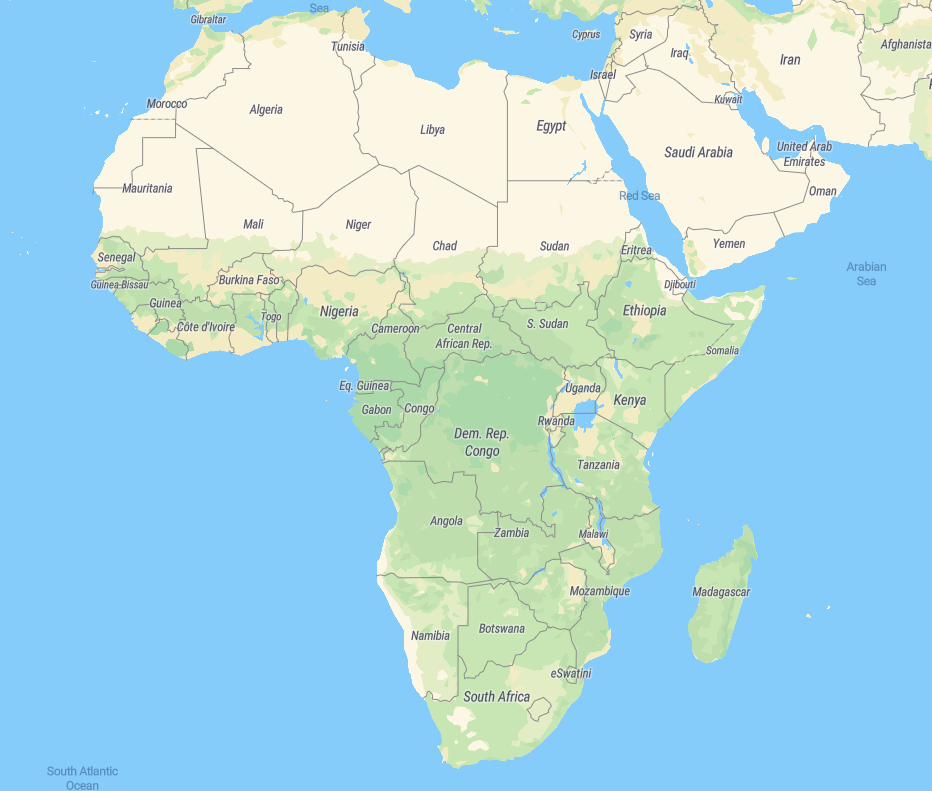 Sea
Gibraltar
Cyprus
Syria
Afghanista
Tunisia
Iraq
Iran
Israel
Morocco
Algeria
Kuwait
Libya
Egypt
Saudi Arabia
United Arab
Emirates
Mauritania
Oman
Red Sea
Mali
Niger
Chad
Sudan
Eritrea
Yemen
Senegal
Arabian
Sea
Guinea-Bissau
Burkina Faso
Djibouti
Guinea
Nigeria
Ethiopia
Togo
Côte d'Ivoire
Cameroon
Central
African Rep.
S. Sudan
Somalia
Eq. Guinea
Uganda
Gabon
Congo
Kenya
Rwanda
Dem. Rep.
Congo
Tanzania
Angola
Zambia
Malawi
Mozambique
Madagascar
Namibia
Botswana
eSwatini
South Africa
South Atlantic
Ocean